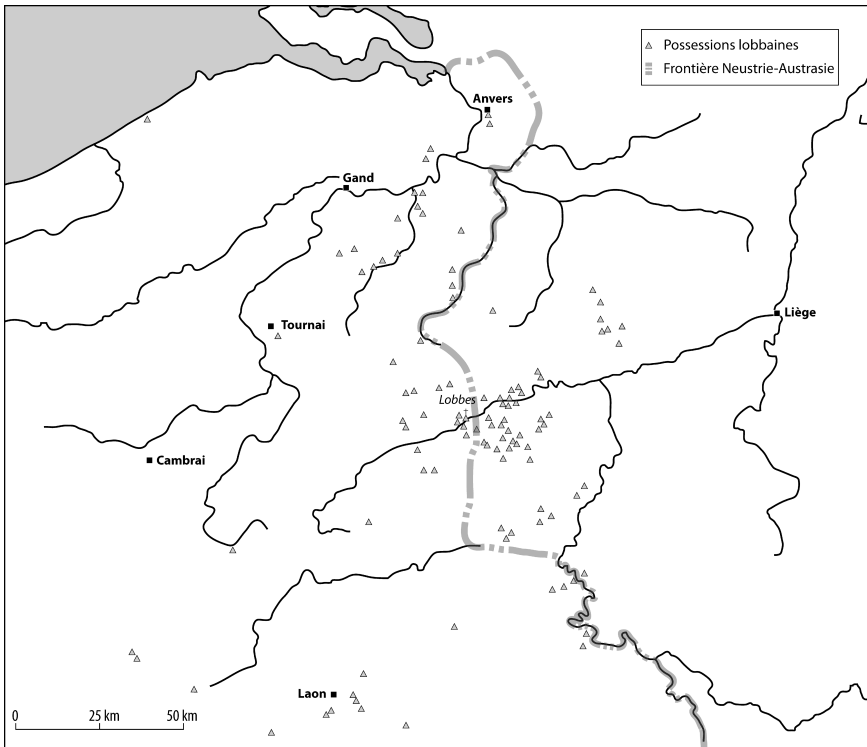 Possessions lobbaines
Frontière Neustrie-Austrasie
Anvers
Gand
Liège
Tournai
Lobbes
Cambrai
Laon
0 25 km 50 km